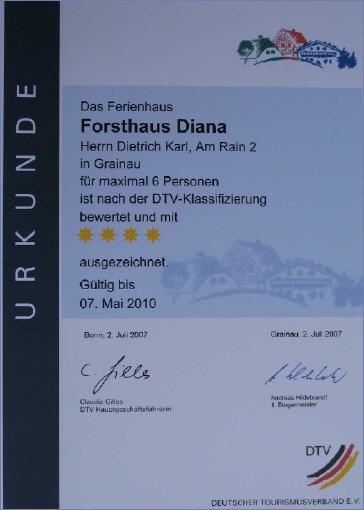 URKUNDE
Das Ferienhaus
Forsthaus Diana
Herrn Dietrich Karl, Am Rain 2
in Grainau
für maximal 6 Personen
ist nach der DTV-Klassifizierung
bewertet und mit
ausgezeichnet.
Gültig bis
07. Mai 2010
Bonn, 2. Juli 2007
Grainau, 2. Juli 2007
C. Gilles
Claudio Gilles
DTV Hauptgeschäftsführerin
Andreas Hildebrandt
1. Bürgermeister
DTV
DEUTSCHER TOURISMUSVERBAND E.V.